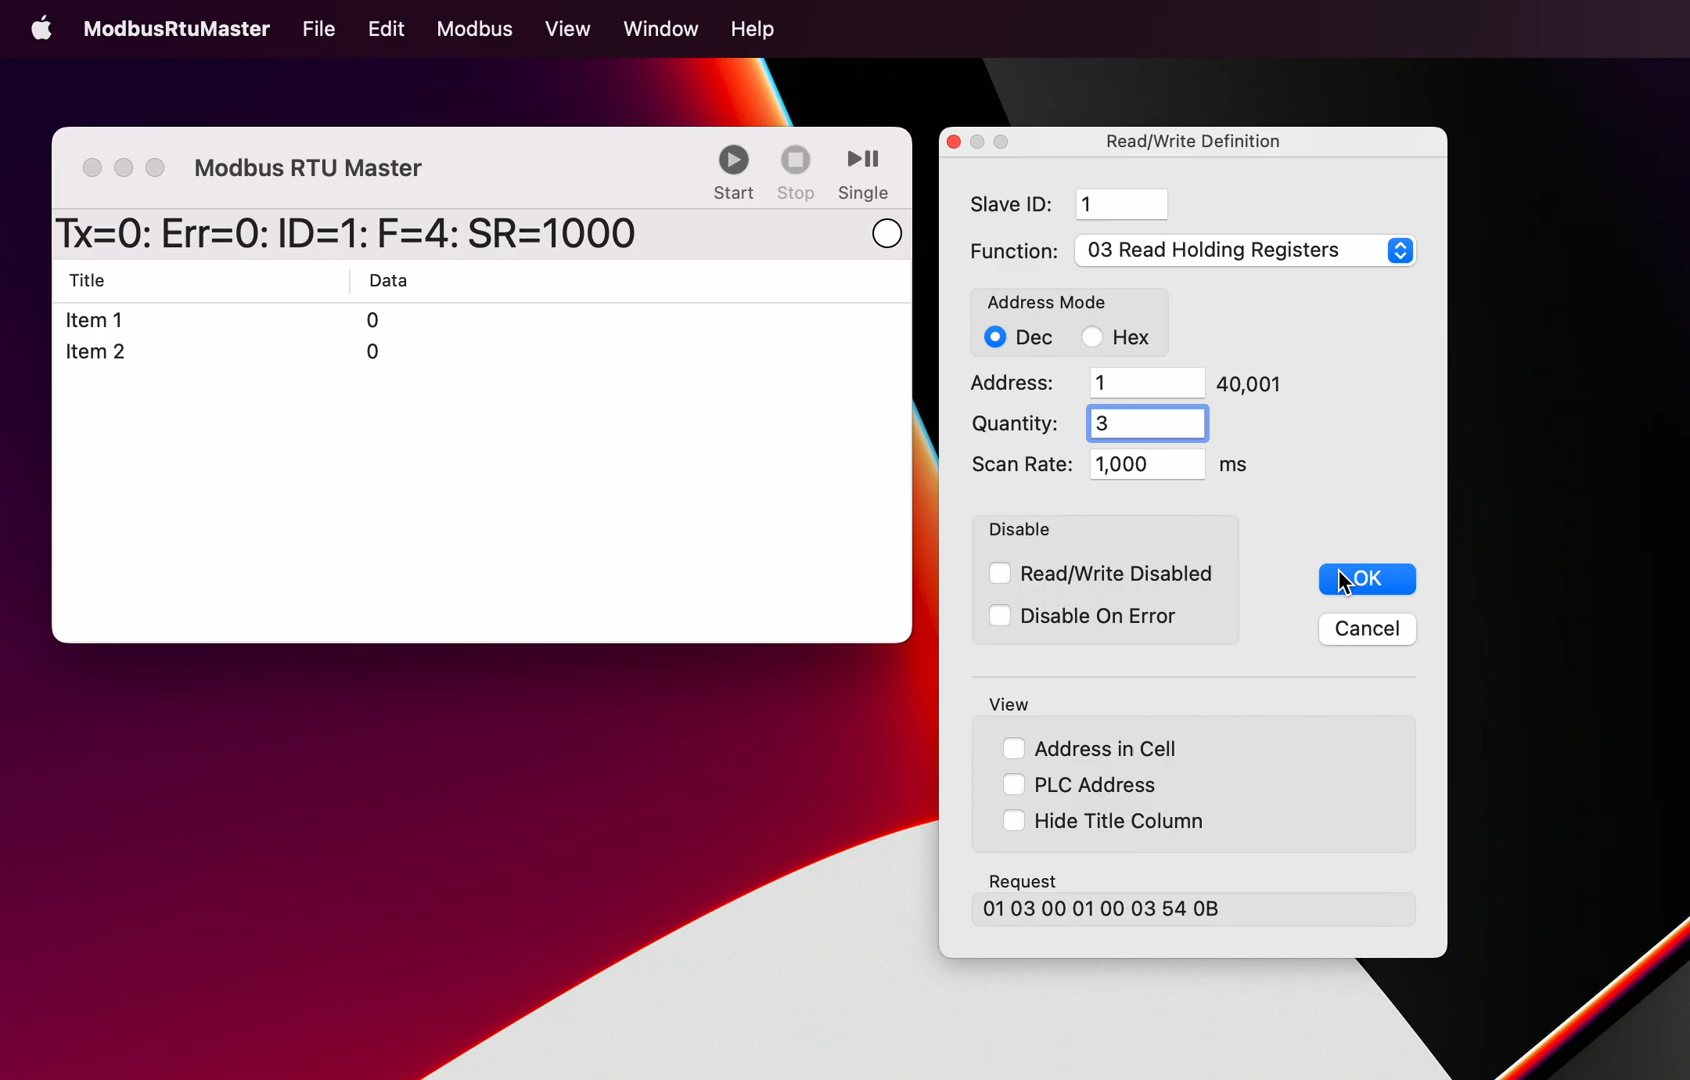 ModbusRtuMaster File Edit Modbus View Window Help
Modbus RTU Master
Start Stop Single
Tx=0: Err=0: ID=1: F=4: SR=1000
Title Data
Item 1 0
Item 2 0
Read/Write Definition
Slave ID: 1
Function: 03 Read Holding Registers
Address Mode
Dec Hex
Address: 1 40,001
Quantity: 3
Scan Rate: 1,000 ms
Disable
Read/Write Disabled
Disable On Error
OK
Cancel
View
Address in Cell
PLC Address
Hide Title Column
Request
01 03 00 01 00 03 54 0B